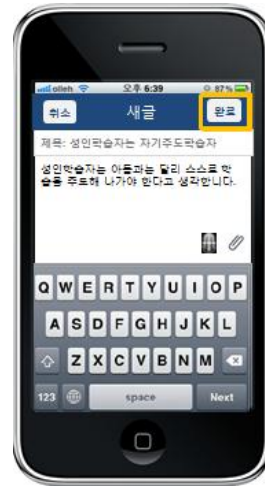 olleh 오후 6:39 87%
취소 새글 완료
제목: 성인학습자는 자기주도학습자
성인학습자는 아동과는 달리 스스로 학
습을 주도해 나가야 한다고 생각합니다.
Q W E R T Y U I O P
A S D F G H J K L
Z X C V B N M
123 space Next